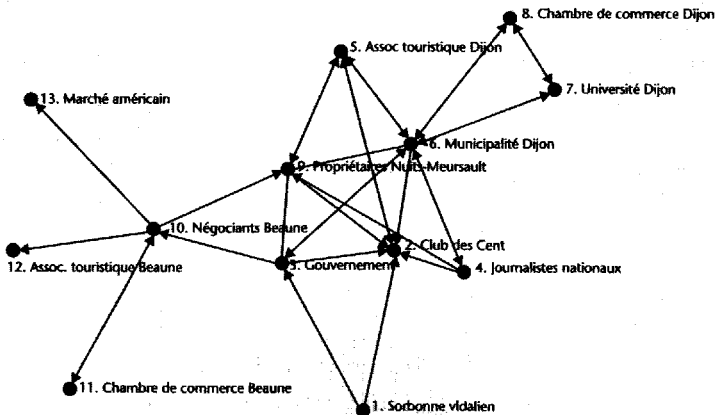 8. Chambre de commerce Dijon
5. Assoc touristique Dijon
7. Université Dijon
13. Marché américain
6. Municipalité Dijon
9. Propriétaires Nuits-Meursault
10. Négociants Beaune
2. Club des Cent
12. Assoc. touristique Beaune
3. Gouvernement
4. Journalistes nationaux
11. Chambre de commerce Beaune
1. Sorbonne vidalien